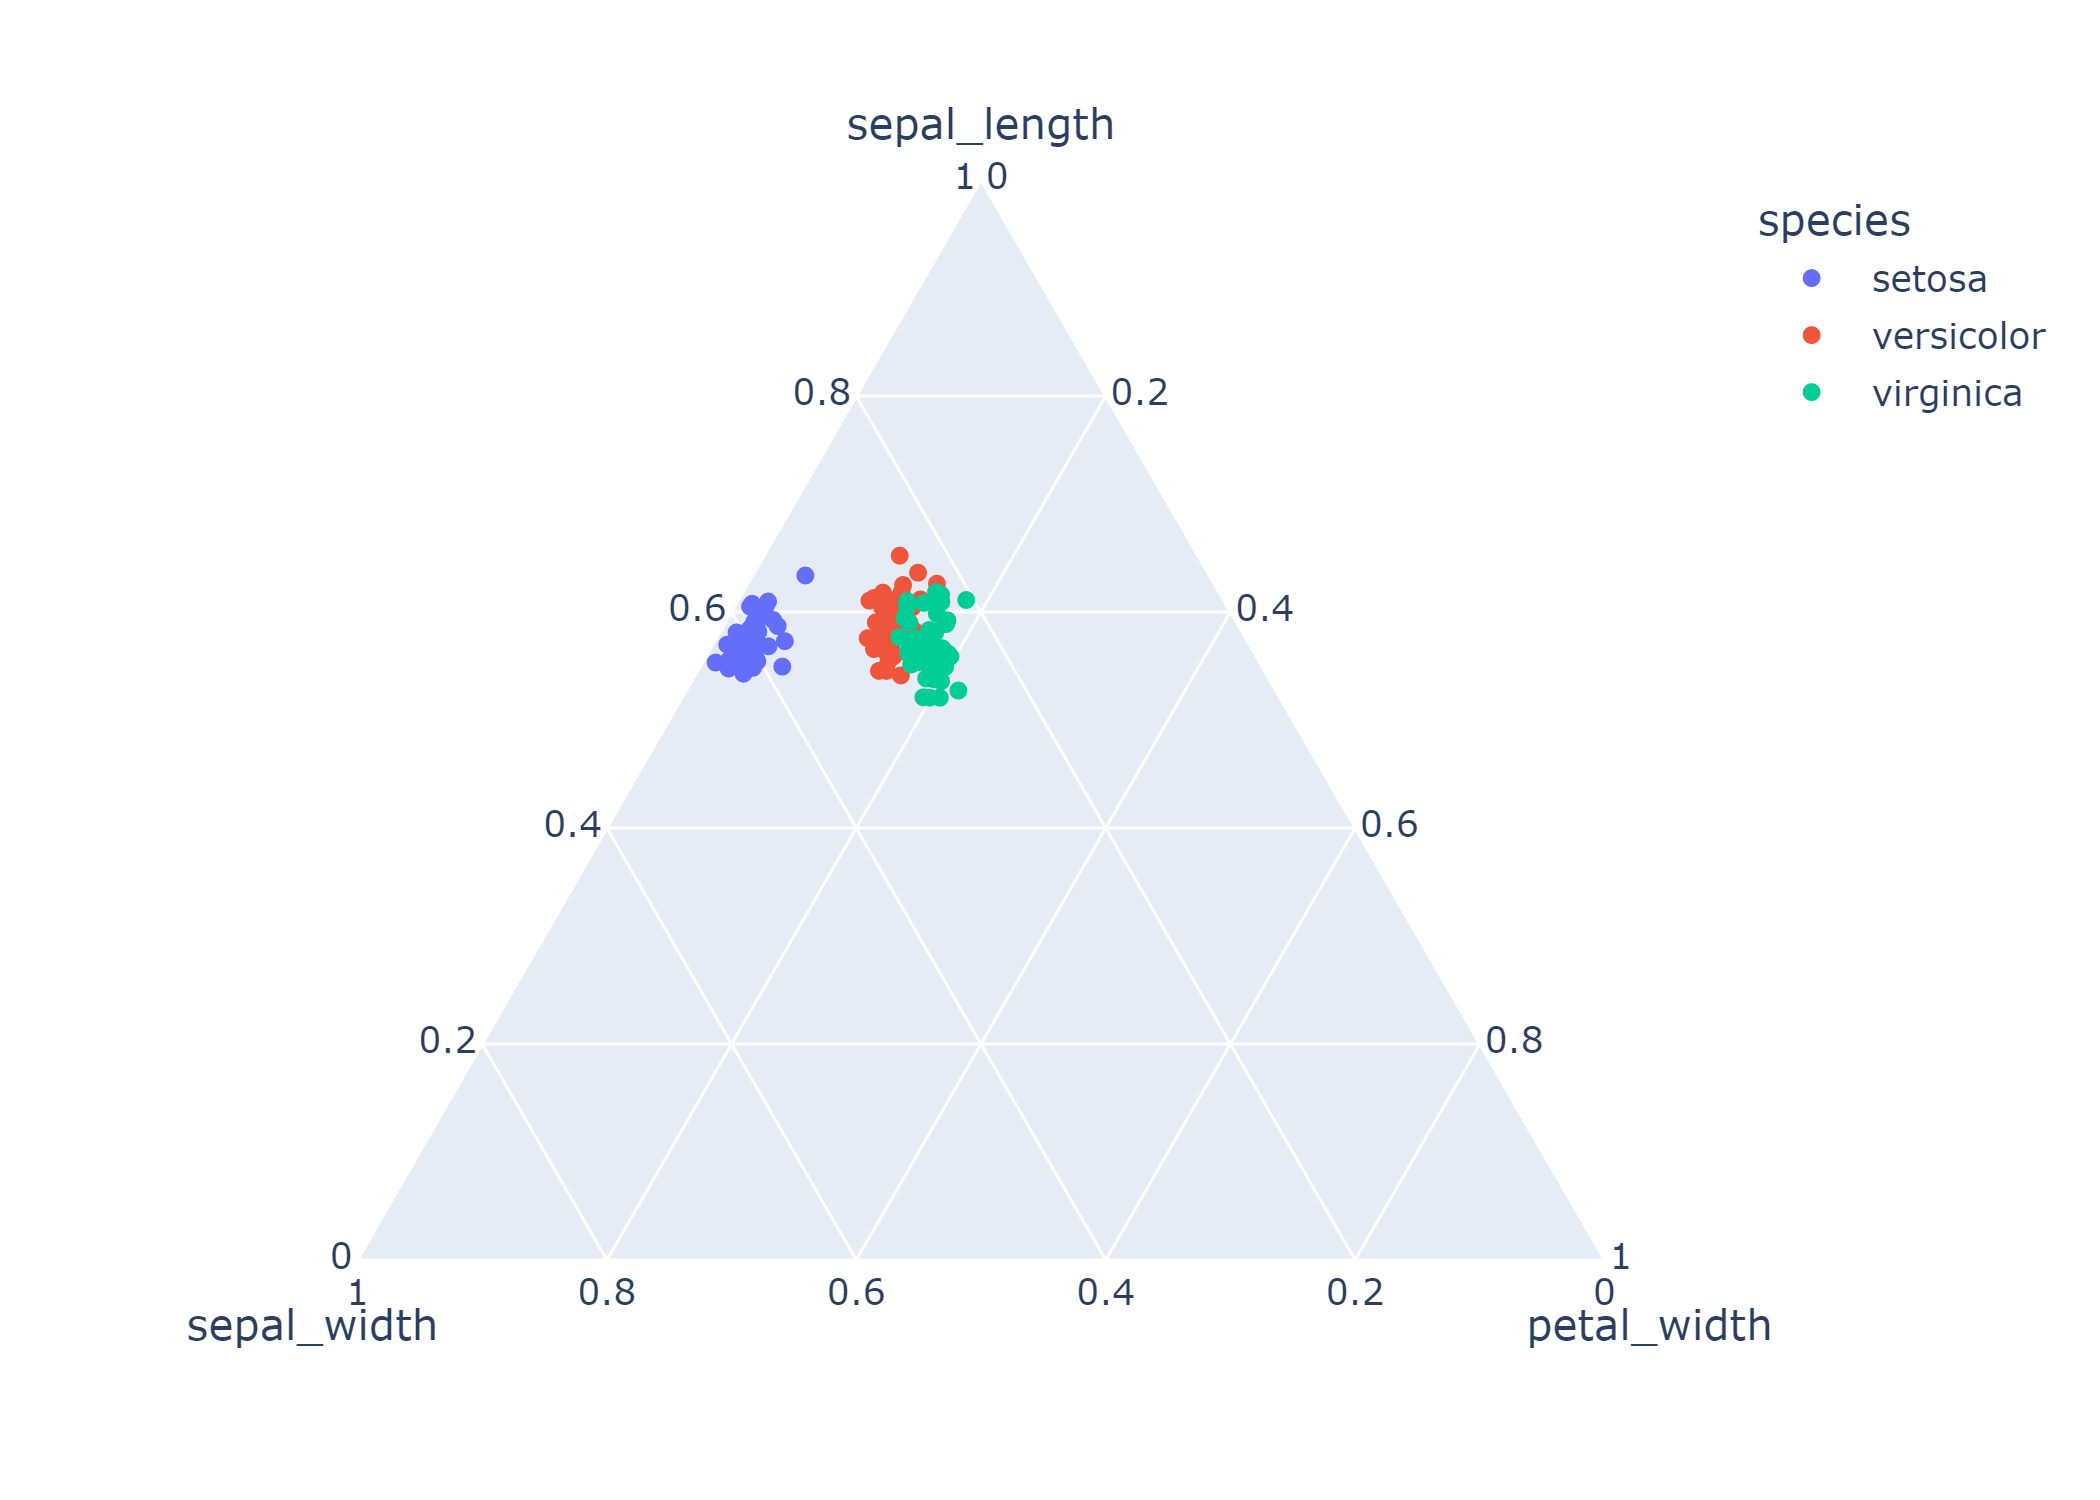 sepal_length
1 0
species
setosa
versicolor
virginica
0.8 0.2
0.6 0.4
0.4 0.6
0.2 0.8
0 1
1 0.8 0.6 0.4 0.2 0
sepal_width petal_width